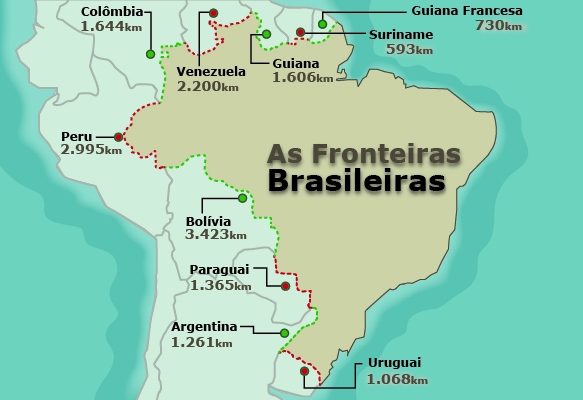 Colômbia
1.644km
Guiana Francesa
730km
Suriname
593km
Venezuela
2.200km
Guiana
1.606km
Peru
2.995km
As Fronteiras
Brasileiras
Bolívia
3.423km
Paraguai
1.365km
Argentina
1.261km
Uruguai
1.068km